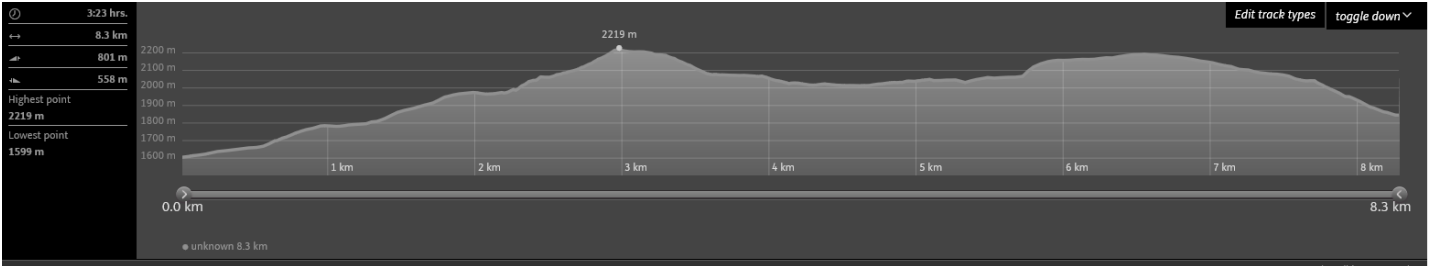 3:23 hrs.
8.3 km
801 m
558 m
Highest point
2219 m
Lowest point
1599 m
Edit track types
toggle down
2219 m
2200 m
2100 m
2000 m
1900 m
1800 m
1700 m
1600 m
1 km
2 km
3 km
4 km
5 km
6 km
7 km
8 km
0.0 km
8.3 km
unknown 8.3 km